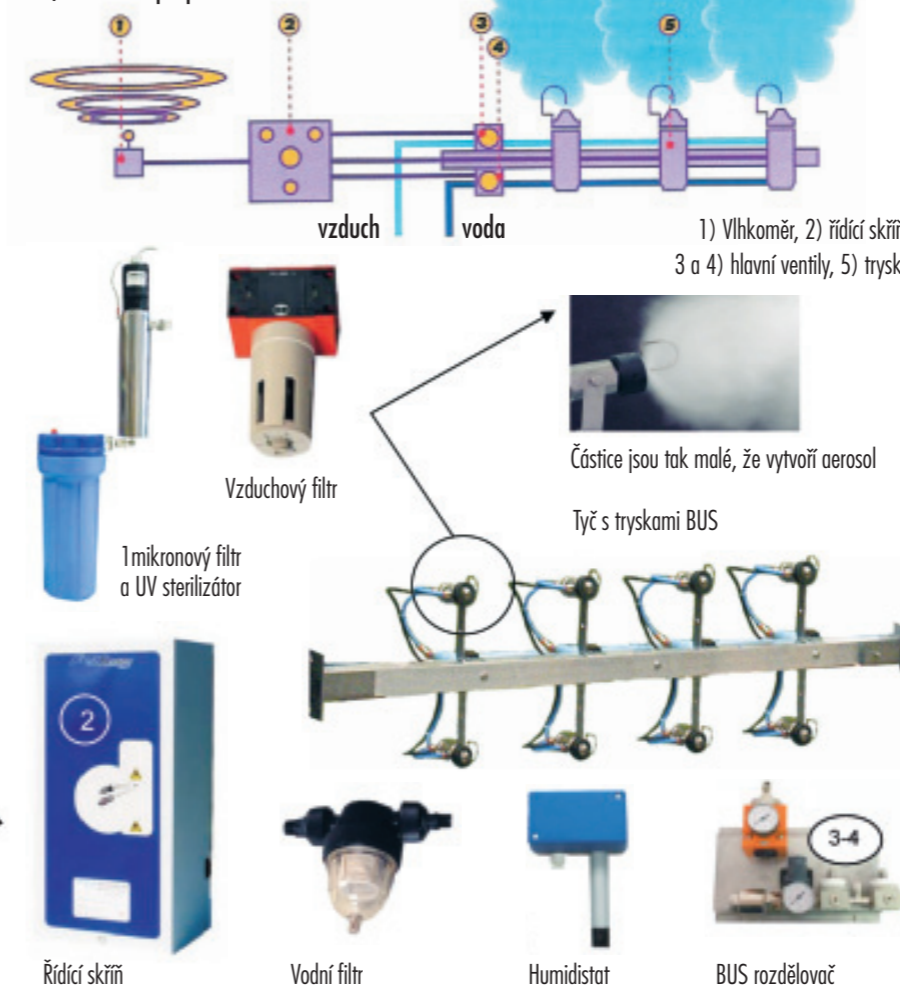 1
2
3
4
5
vzduch
voda
1) Vlhkoměr, 2) řídící skříň
3 a 4) hlavní ventily, 5) trysk
Vzduchový filtr
Částice jsou tak malé, že vytvoří aerosol
Tyč s tryskami BUS
1mikronový filtr
a UV sterilizátor
2
3-4
Řídící skříň
Vodní filtr
Humidistat
BUS rozdělovač